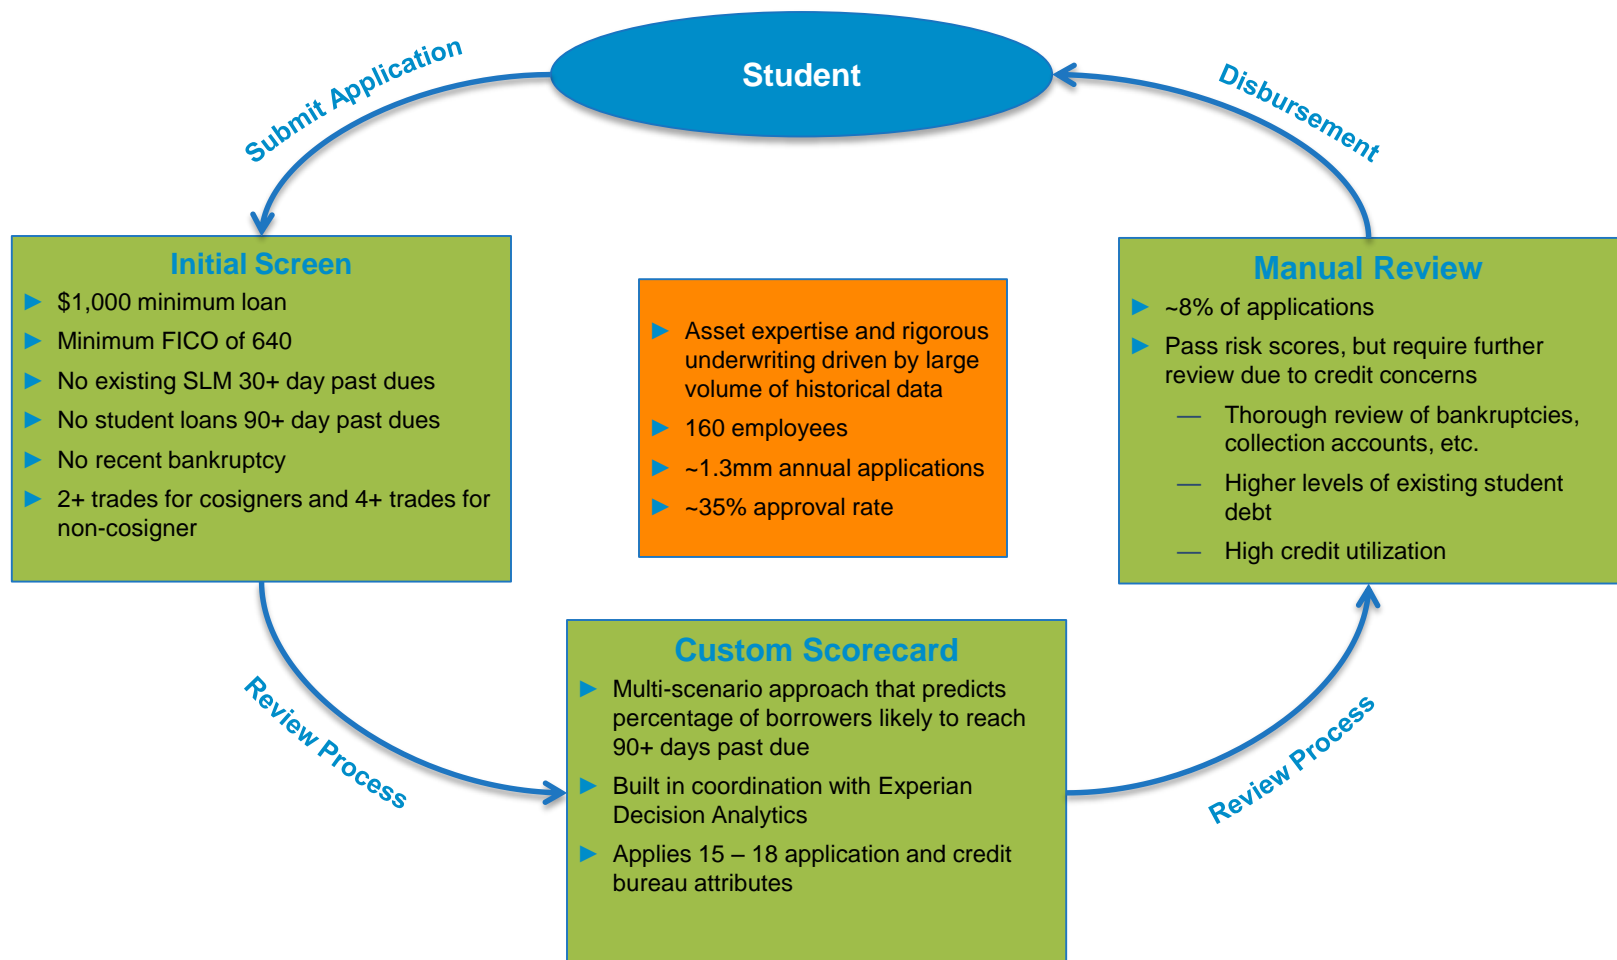 Student
Submit Application
Disbursement
Initial Screen
► $1,000 minimum loan
► Minimum FICO of 640
► No existing SLM 30+ day past dues
► No student loans 90+ day past dues
► No recent bankruptcy
► 2+ trades for cosigners and 4+ trades for
non-cosigner
► Asset expertise and rigorous
underwriting driven by large
volume of historical data
► 160 employees
► ~1.3mm annual applications
► ~35% approval rate
Manual Review
► ~8% of applications
► Pass risk scores, but require further
review due to credit concerns
— Thorough review of bankruptcies,
collection accounts, etc.
— Higher levels of existing student
debt
— High credit utilization
Review Process
Custom Scorecard
► Multi-scenario approach that predicts
percentage of borrowers likely to reach
90+ days past due
► Built in coordination with Experian
Decision Analytics
► Applies 15 – 18 application and credit
bureau attributes
Review Process